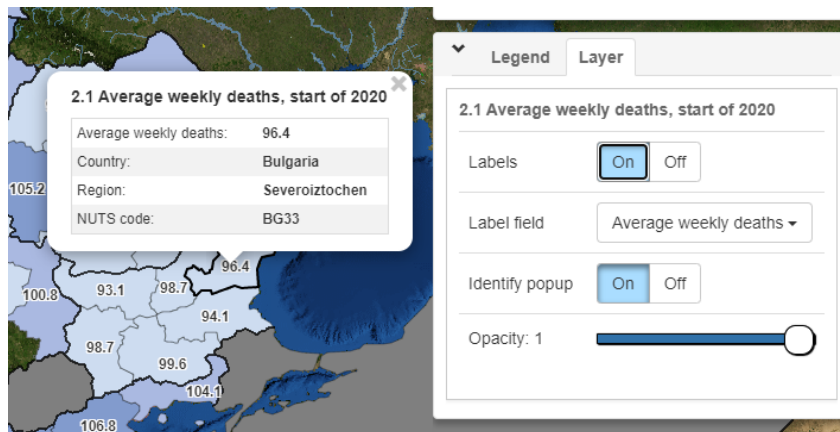 2.1 Average weekly deaths, start of 2020
Average weekly deaths: 96.4
Country: Bulgaria
Region: Severoiztochen
NUTS code: BG33
105.2
96.4
100.8
93.1
98.7
94.1
98.7
99.6
104.1
106.8
Legend Layer
2.1 Average weekly deaths, start of 2020
Labels On Off
Label field Average weekly deaths
Identify popup On Off
Opacity: 1